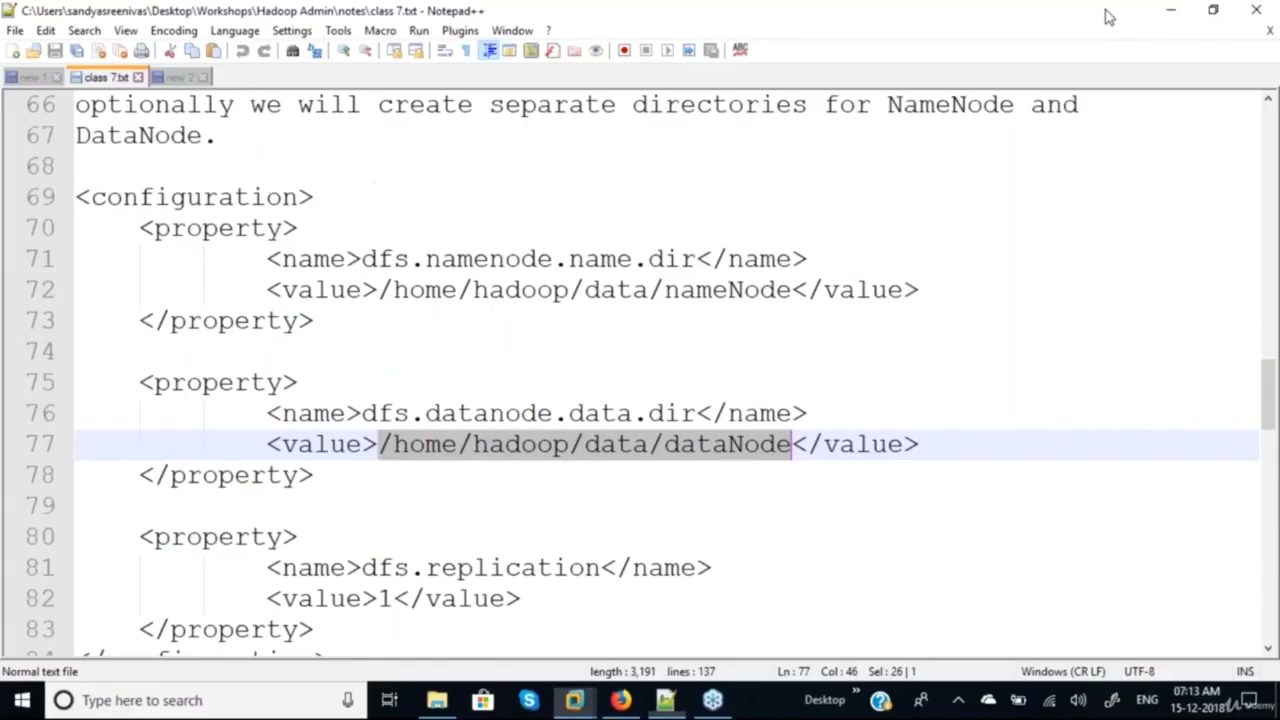 C:\Users\sandyasreenivas\Desktop\Workshops\Hadoop Admin\notes\class 7.txt - Notepad++
File Edit Search View Encoding Language Settings Tools Macro Run Plugins Window ? X
new 1 class 7.txt new 2
66 optionally we will create separate directories for NameNode and
67 DataNode.
68
69 <configuration>
70 <property>
71 <name>dfs.namenode.name.dir</name>
72 <value>/home/hadoop/data/nameNode</value>
73 </property>
74
75 <property>
76 <name>dfs.datanode.data.dir</name>
77 <value>/home/hadoop/data/dataNode</value>
78 </property>
79
80 <property>
81 <name>dfs.replication</name>
82 <value>1</value>
83 </property>
Normal text file length : 3,191 lines : 137 Ln : 77 Col : 46 Sel : 26 | 1 Windows (CR LF) UTF-8 INS
Type here to search Desktop ENG 07:13 AM
15-12-2018